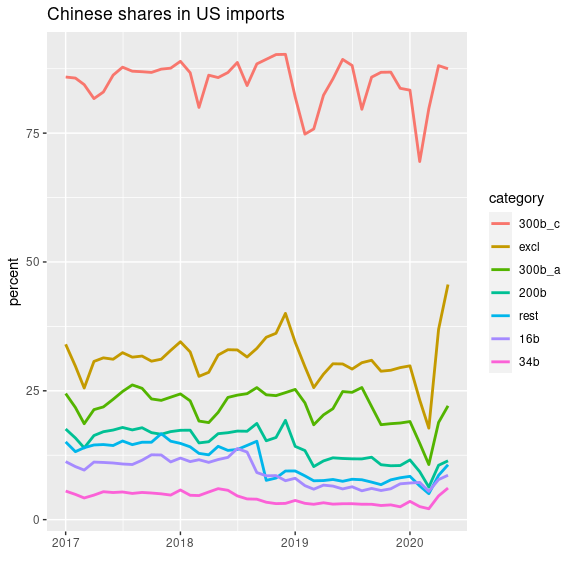 Chinese shares in US imports
percent
75
50
25
0
2017
2018
2019
2020
category
300b_c
excl
300b_a
200b
rest
16b
34b